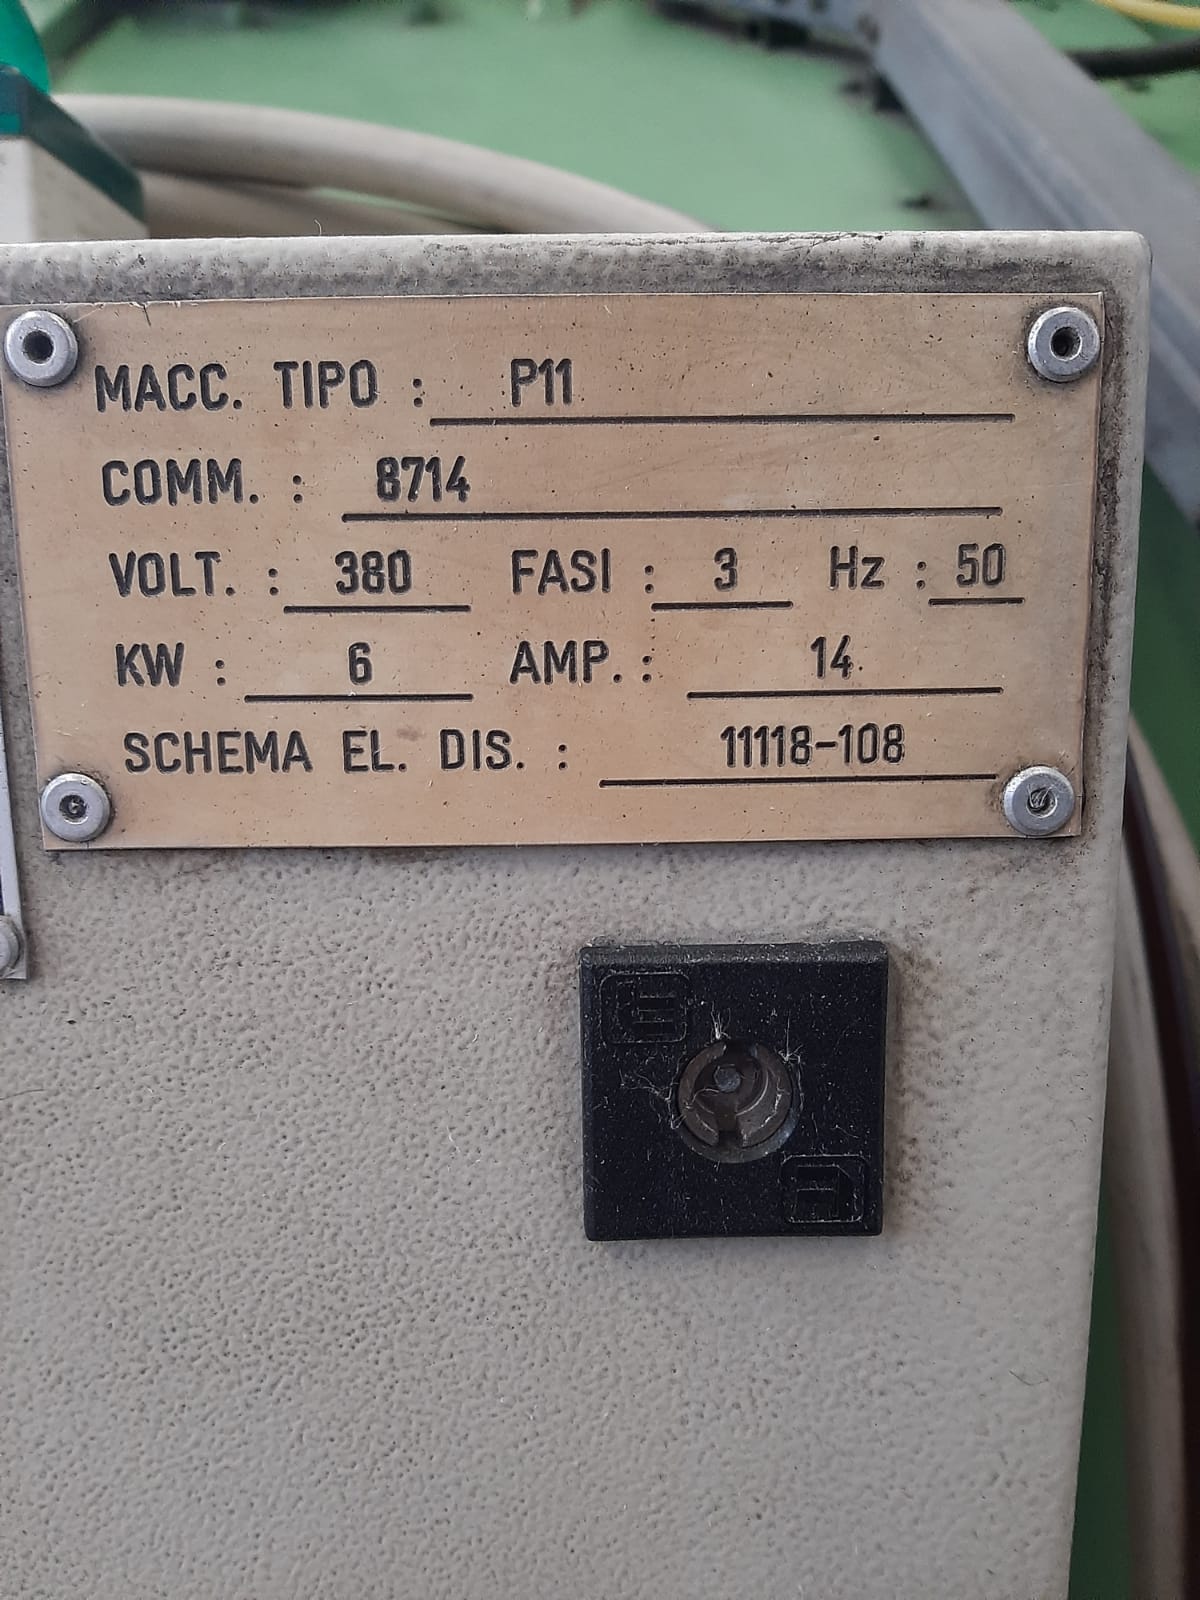 MACC. TIPO : P11
COMM. : 8714
VOLT. : 380 FASI : 3 Hz : 50
KW : 6 AMP. : 14
SCHEMA EL. DIS. : 11118-108